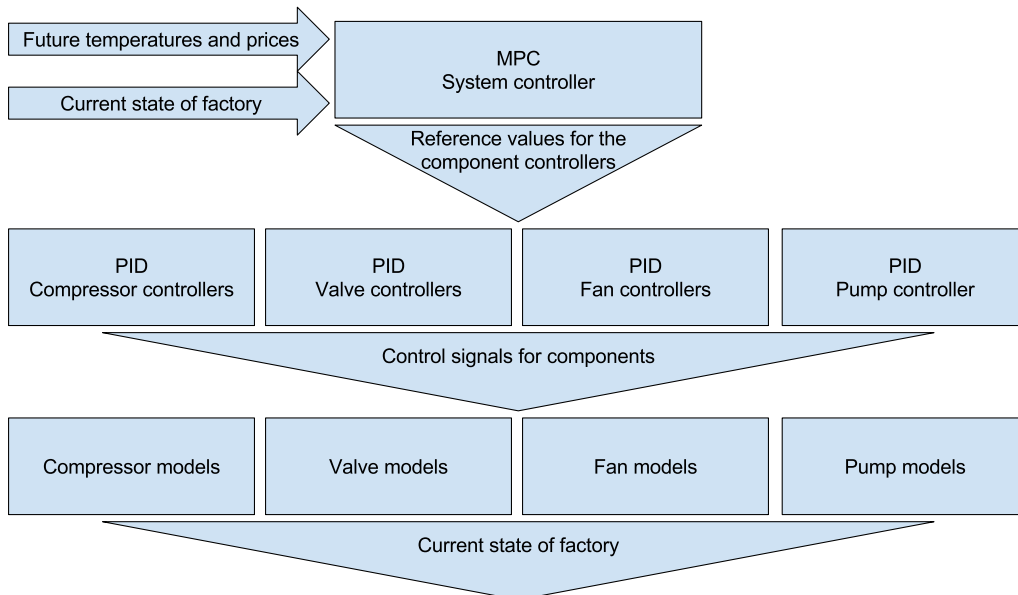 Future temperatures and prices
Current state of factory
MPC
System controller
Reference values for the
component controllers
PID
Compressor controllers
PID
Valve controllers
PID
Fan controllers
PID
Pump controller
Control signals for components
Compressor models
Valve models
Fan models
Pump models
Current state of factory